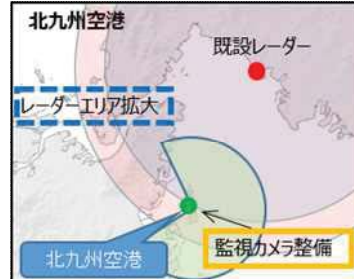 北九州空港
既設レーダー
レーダーエリア拡大
北九州空港
監視カメラ整備